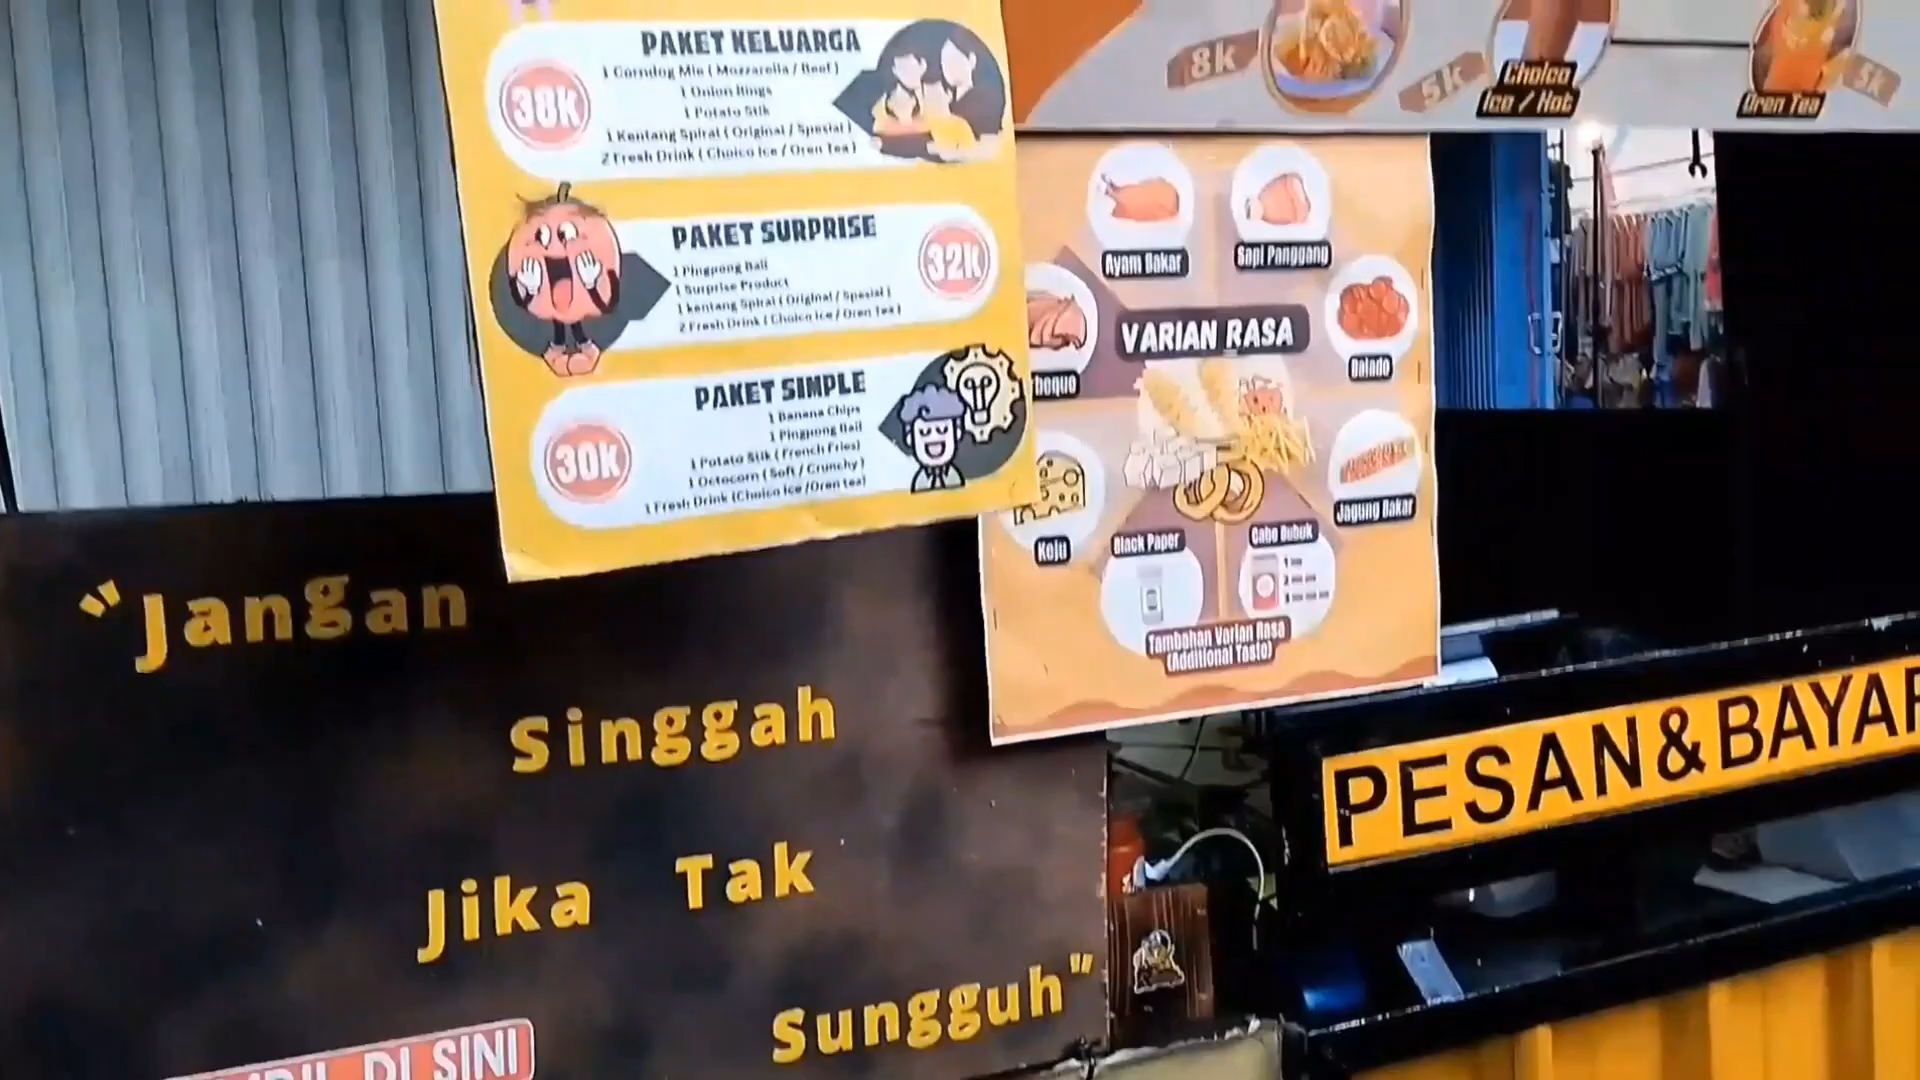 PAKET KELUARGA
38K
1 Corndog Mie ( Mozzarella / Beef )
1 Onion Rings
1 Potato Stik
1 Kentang Spiral ( Original / Spesial )
2 Fresh Drink ( Choico Ice / Oren Tea )
PAKET SURPRISE
32K
1 Pingpong Ball
1 Surprise Product
1 kentang Spiral ( Original / Spesial )
2 Fresh Drink ( Choico Ice / Oren Tea )
PAKET SIMPLE
30K
1 Banana Chips
1 Pingpong Ball
1 Potato Stik ( French Fries)
1 Octocorn ( Soft / Crunchy )
1 Fresh Drink (Choico Ice /Oren tea)
8k
5k
Choico
Ice / Hot
Oren Tea
5k
Ayam Bakar
Sapi Panggang
VARIAN RASA
Balado
Keju
Black Paper
Cabe Bubuk
1
2
3
Jagung Bakar
Tambahan Varian Rasa
(Additional Taste)
"Jangan
Singgah
Jika Tak
Sungguh"
DI SINI
PESAN & BAYAR